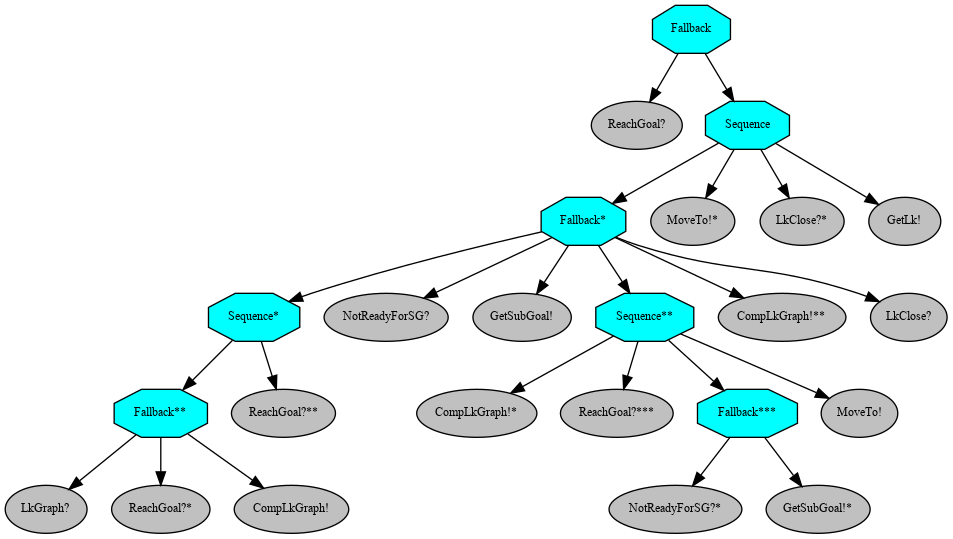 Fallback
ReachGoal?
Sequence
Fallback*
MoveTo!*
LkClose?*
GetLk!
Sequence*
NotReadyForSG?
GetSubGoal!
Sequence**
CompLkGraph!**
LkClose?
Fallback**
ReachGoal?**
CompLkGraph!*
ReachGoal?***
Fallback***
MoveTo!
LkGraph?
ReachGoal?*
CompLkGraph!
NotReadyForSG?*
GetSubGoal!*